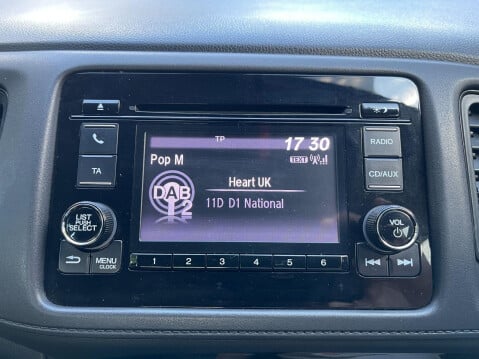 TP 17 30
Pop M TEXT
DAB 2
Heart UK
11D D1 National
RADIO
CD/AUX
TA
LIST
PUSH
SELECT
VOL
MENU
CLOCK
1 2 3 4 5 6